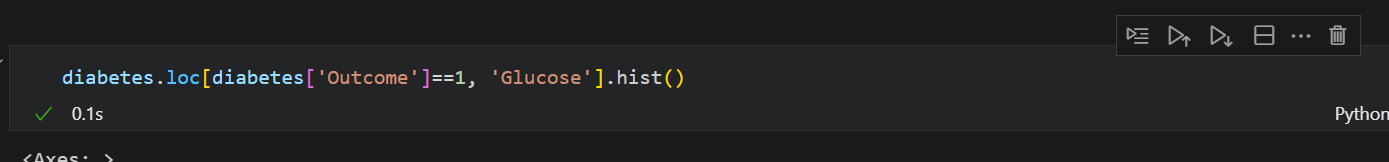 diabetes.loc[diabetes['Outcome']==1, 'Glucose'].hist()
0.1s
Python
<Axes: >